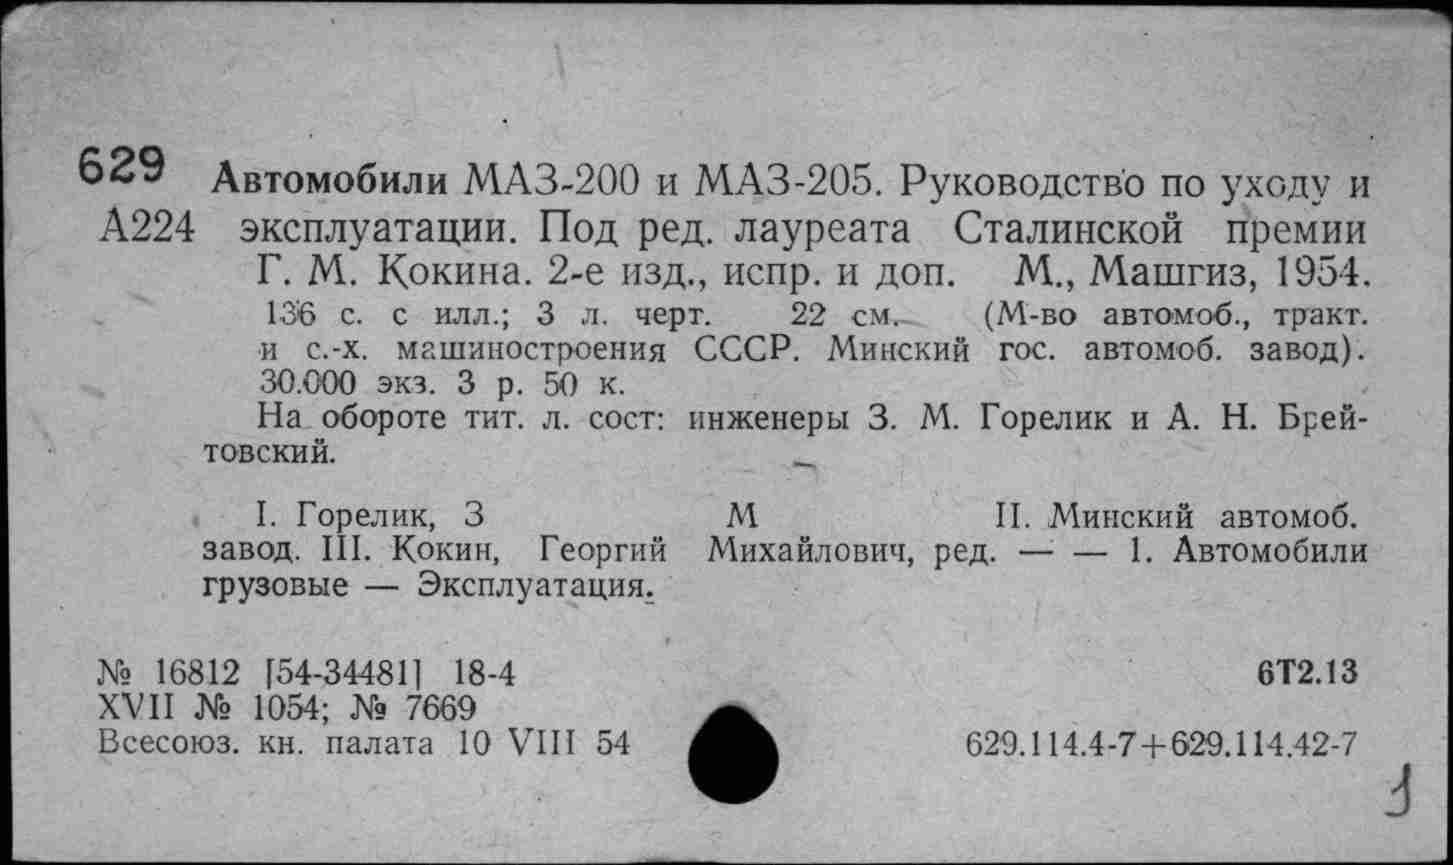 629 Автомобили МАЗ-200 и МАЗ-205. Руководство по уходу и
А224 эксплуатации. Под ред. лауреата Сталинской премии
Г. М. Кокина. 2-е изд., испр. и доп. М., Машгиз, 1954.
136 с. с илл.; 3 л. черт. 22 см. (М-во автомоб., тракт.
и с.-х. машиностроения СССР. Минский гос. автомоб. завод).
30.000 экз. 3 р. 50 к.
На обороте тит. л. сост: инженеры З. М. Горелик и А. Н. Брей-
товский.
I. Горелик, З М II. Минский автомоб.
завод. III. Кокин, Георгий Михайлович, ред. — — 1. Автомобили
грузовые — Эксплуатация.
№ 16812 [54-34481] 18-4 6Т2.13
XVII № 1054; № 7669
Всесоюз. кн. палата 10 VIII 54 629.114.4-7+629.114.42-7